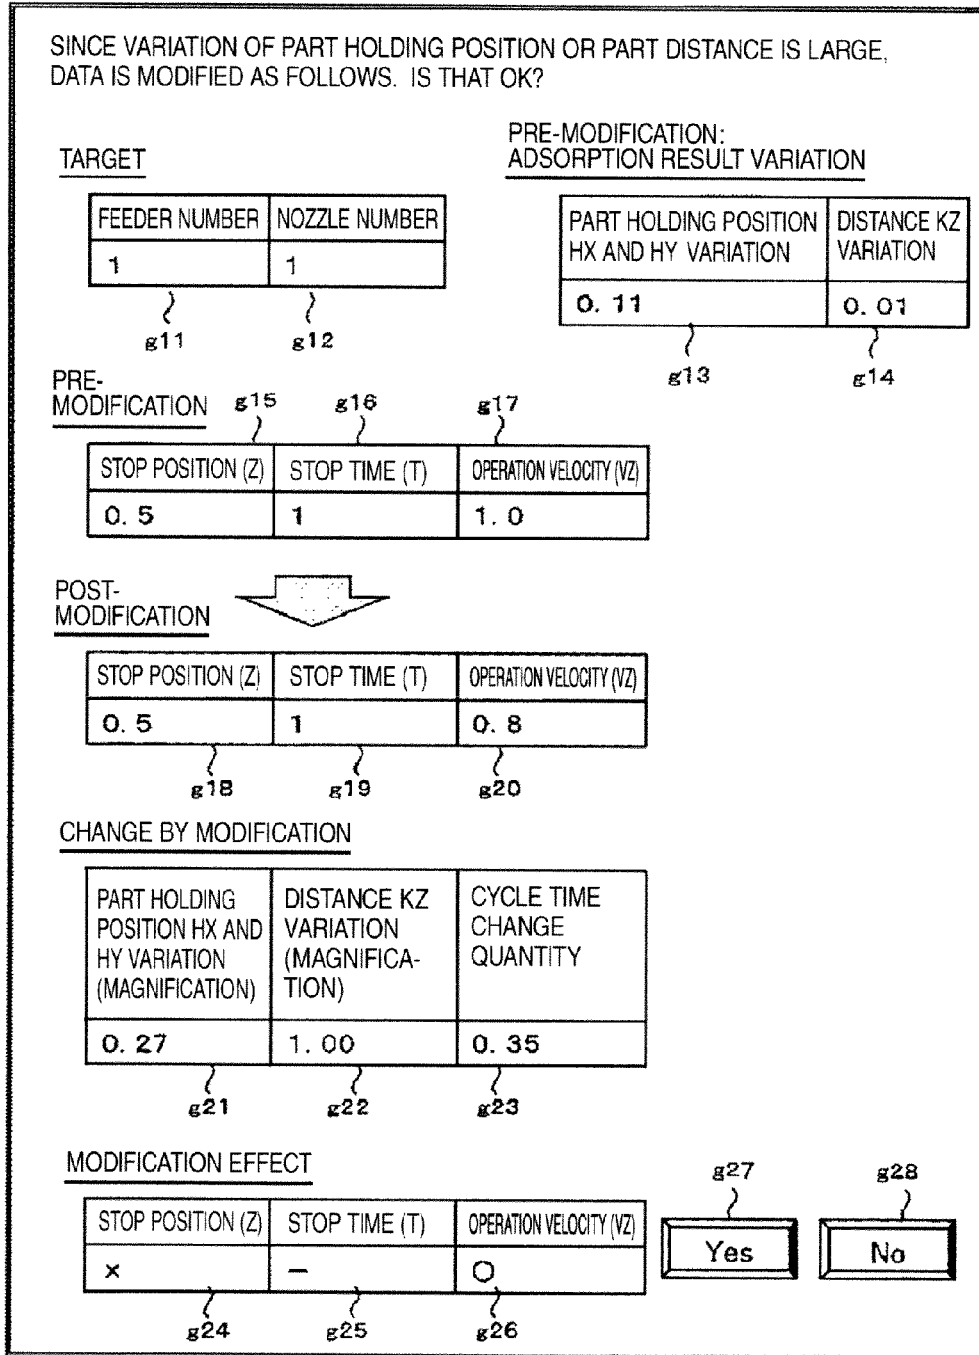 SINCE VARIATION OF PART HOLDING POSITION OR PART DISTANCE IS LARGE,
DATA IS MODIFIED AS FOLLOWS. IS THAT OK?
TARGET
FEEDER NUMBER NOZZLE NUMBER
1 1
g11 g12
PRE-MODIFICATION:
ADSORPTION RESULT VARIATION
PART HOLDING POSITION
HX AND HY VARIATION
DISTANCE KZ
VARIATION
0. 11 0. 01
g13 g14
PRE-
MODIFICATION
g15 g16 g17
STOP POSITION (Z) STOP TIME (T) OPERATION VELOCITY (VZ)
0. 5 1 1. 0
POST-
MODIFICATION
STOP POSITION (Z) STOP TIME (T) OPERATION VELOCITY (VZ)
0. 5 1 0. 8
g18 g19 g20
CHANGE BY MODIFICATION
PART HOLDING
POSITION HX AND
HY VARIATION
(MAGNIFICATION)
DISTANCE KZ
VARIATION
(MAGNIFICA-
TION)
CYCLE TIME
CHANGE
QUANTITY
0. 27 1. 00 0. 35
g21 g22 g23
MODIFICATION EFFECT
STOP POSITION (Z) STOP TIME (T) OPERATION VELOCITY (VZ)
× – ○
g24 g25 g26
g27 g28
Yes No